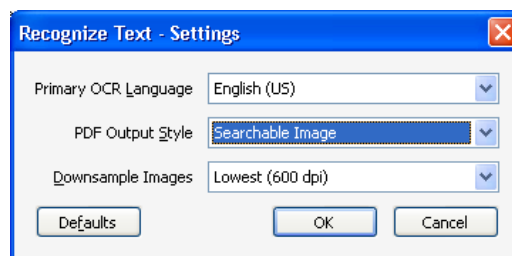 Recognize Text - Settings
Primary OCR Language English (US)
PDF Output Style Searchable Image
Downsample Images Lowest (600 dpi)
Defaults OK Cancel